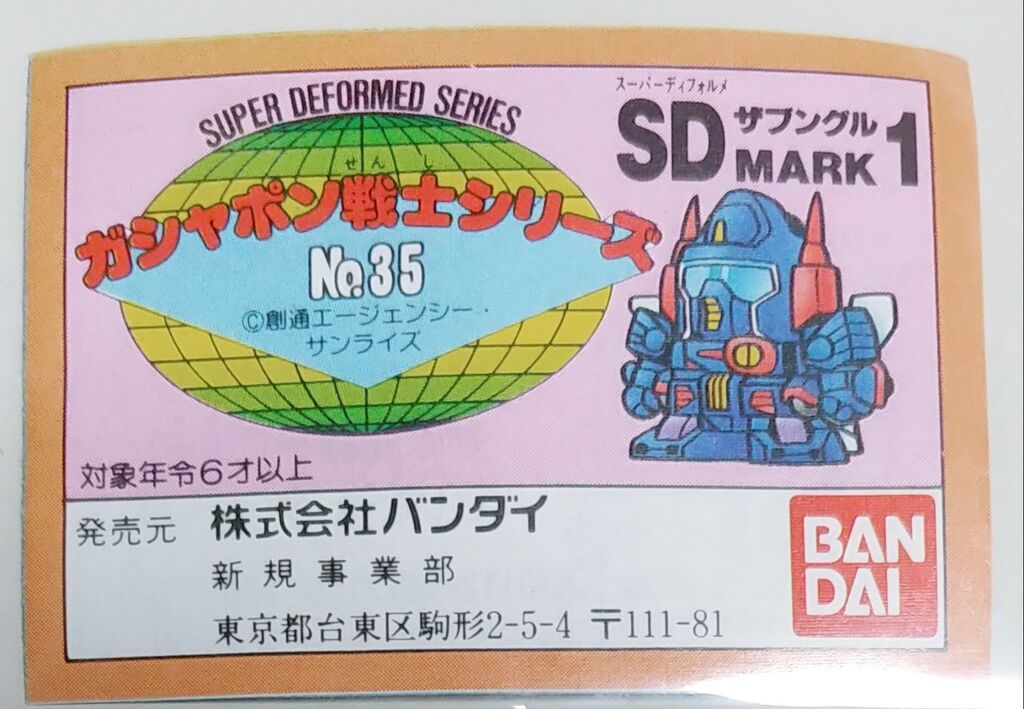 SUPER DEFORMED SERIES
せんし
ガシャポン戦士シリーズ
No.35
©創通エージェンシー・
サンライズ
スーパーディフォルメ
SD ザブングル MARK 1
対象年令6才以上
発売元 株式会社バンダイ
新規事業部
東京都台東区駒形2-5-4 〒111-81
BAN
DAI